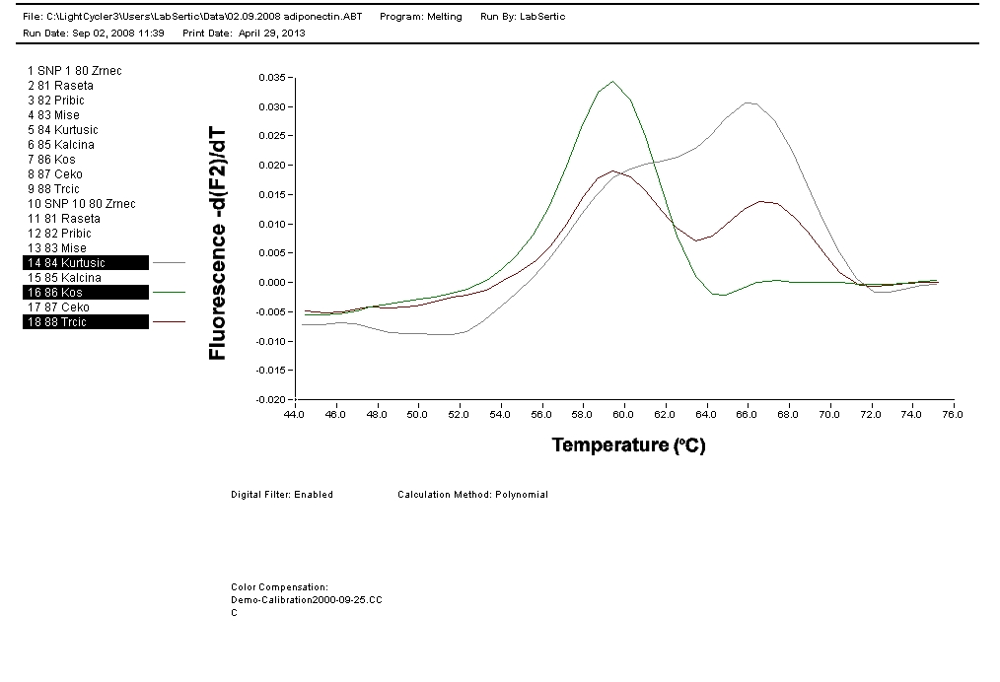 File: C:\LightCycler3\Users\LabSertic\Data\02.09.2008 adiponectin.ABT Program: Melting Run By: LabSertic
Run Date: Sep 02, 2008 11:39 Print Date: April 29, 2013
1 SNP 1 80 Zrnec
2 81 Raseta
3 82 Pribic
4 83 Mise
5 84 Kurtusic
6 85 Kalcina
7 86 Kos
8 87 Ceko
9 88 Trcic
10 SNP 10 80 Zrnec
11 81 Raseta
12 82 Pribic
13 83 Mise
14 84 Kurtusic
15 85 Kalcina
16 86 Kos
17 87 Ceko
18 88 Trcic
Fluorescence -d(F2)/dT
0.035
0.030
0.025
0.020
0.015
0.010
0.005
0.000
-0.005
-0.010
-0.015
-0.020
44.0 46.0 48.0 50.0 52.0 54.0 56.0 58.0 60.0 62.0 64.0 66.0 68.0 70.0 72.0 74.0 76.0
Temperature (ºC)
Digital Filter: Enabled Calculation Method: Polynomial
Color Compensation:
Demo-Calibration2000-09-25.CC
C